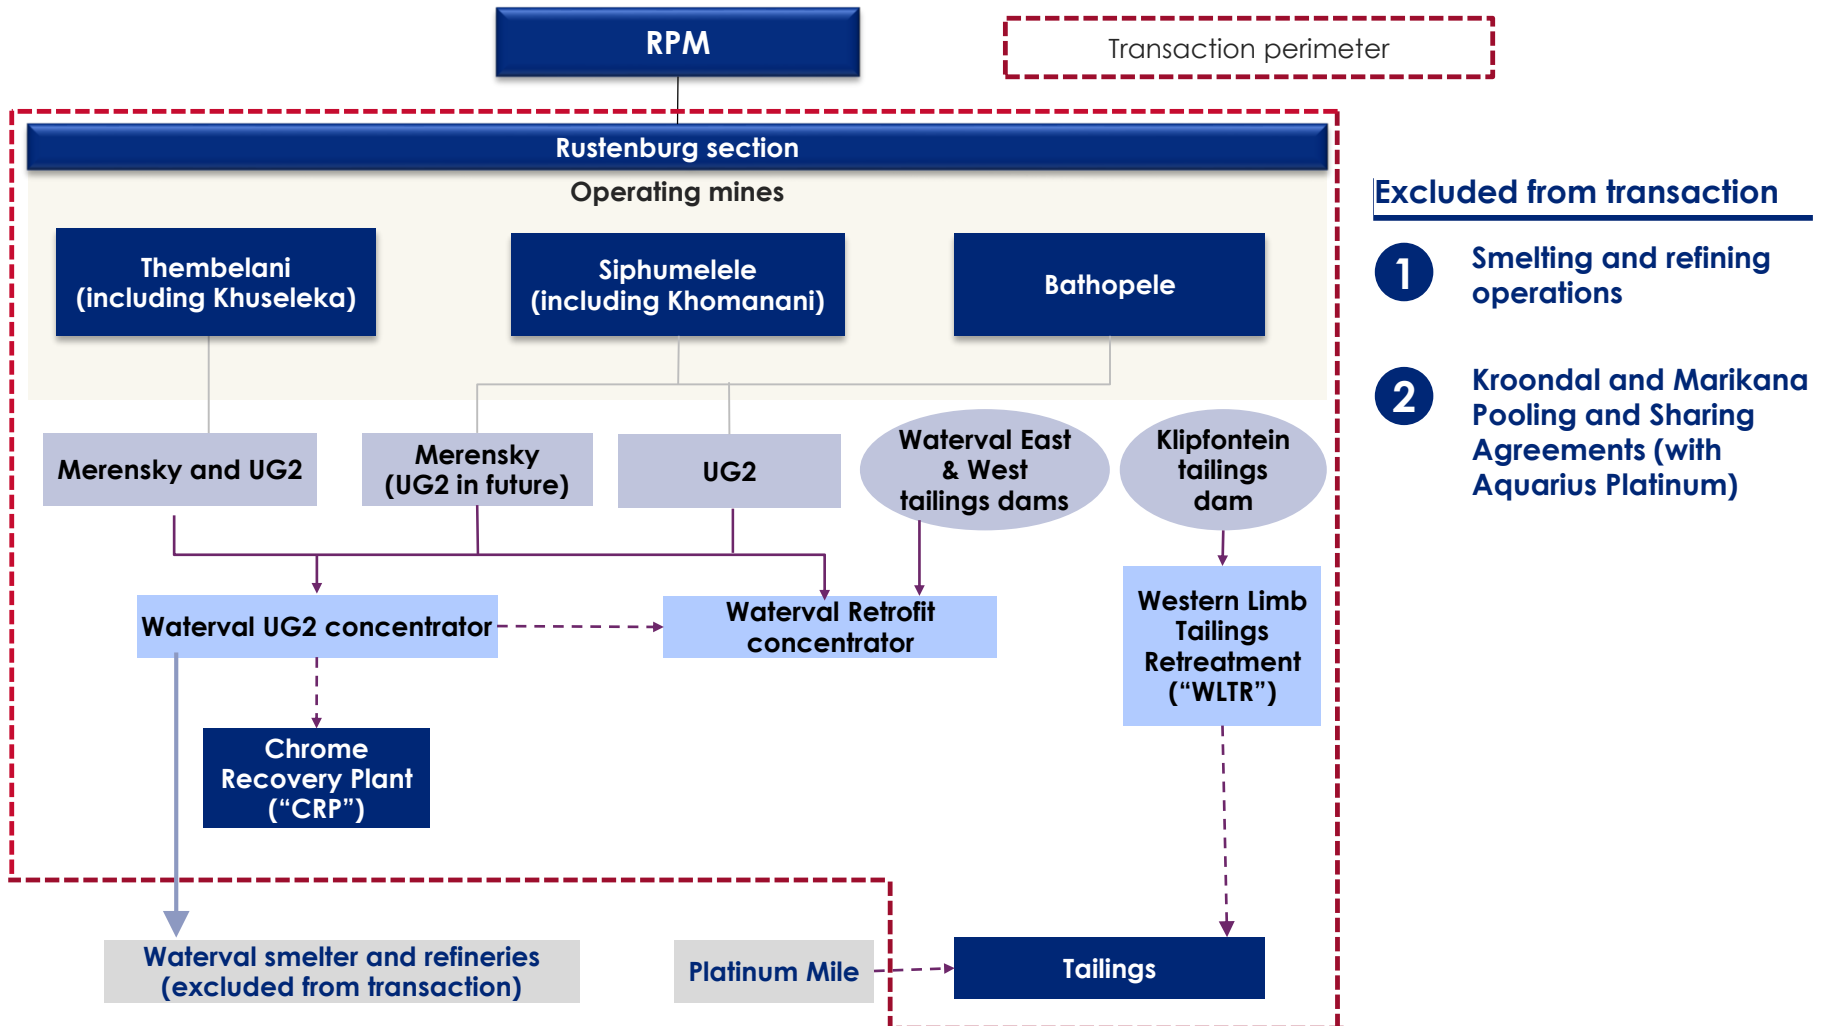 RPM
Transaction perimeter
Rustenburg section
Operating mines
Thembelani
(including Khuseleka)
Siphumelele
(including Khomanani)
Bathopele
Merensky and UG2
Merensky
(UG2 in future)
UG2
Waterval East
& West
tailings dams
Klipfontein
tailings
dam
Waterval UG2 concentrator
Waterval Retrofit
concentrator
Western Limb
Tailings
Retreatment
(“WLTR”)
Chrome
Recovery Plant
(“CRP”)
Waterval smelter and refineries
(excluded from transaction)
Platinum Mile
Tailings
Excluded from transaction
1
Smelting and refining
operations
2
Kroondal and Marikana
Pooling and Sharing
Agreements (with
Aquarius Platinum)